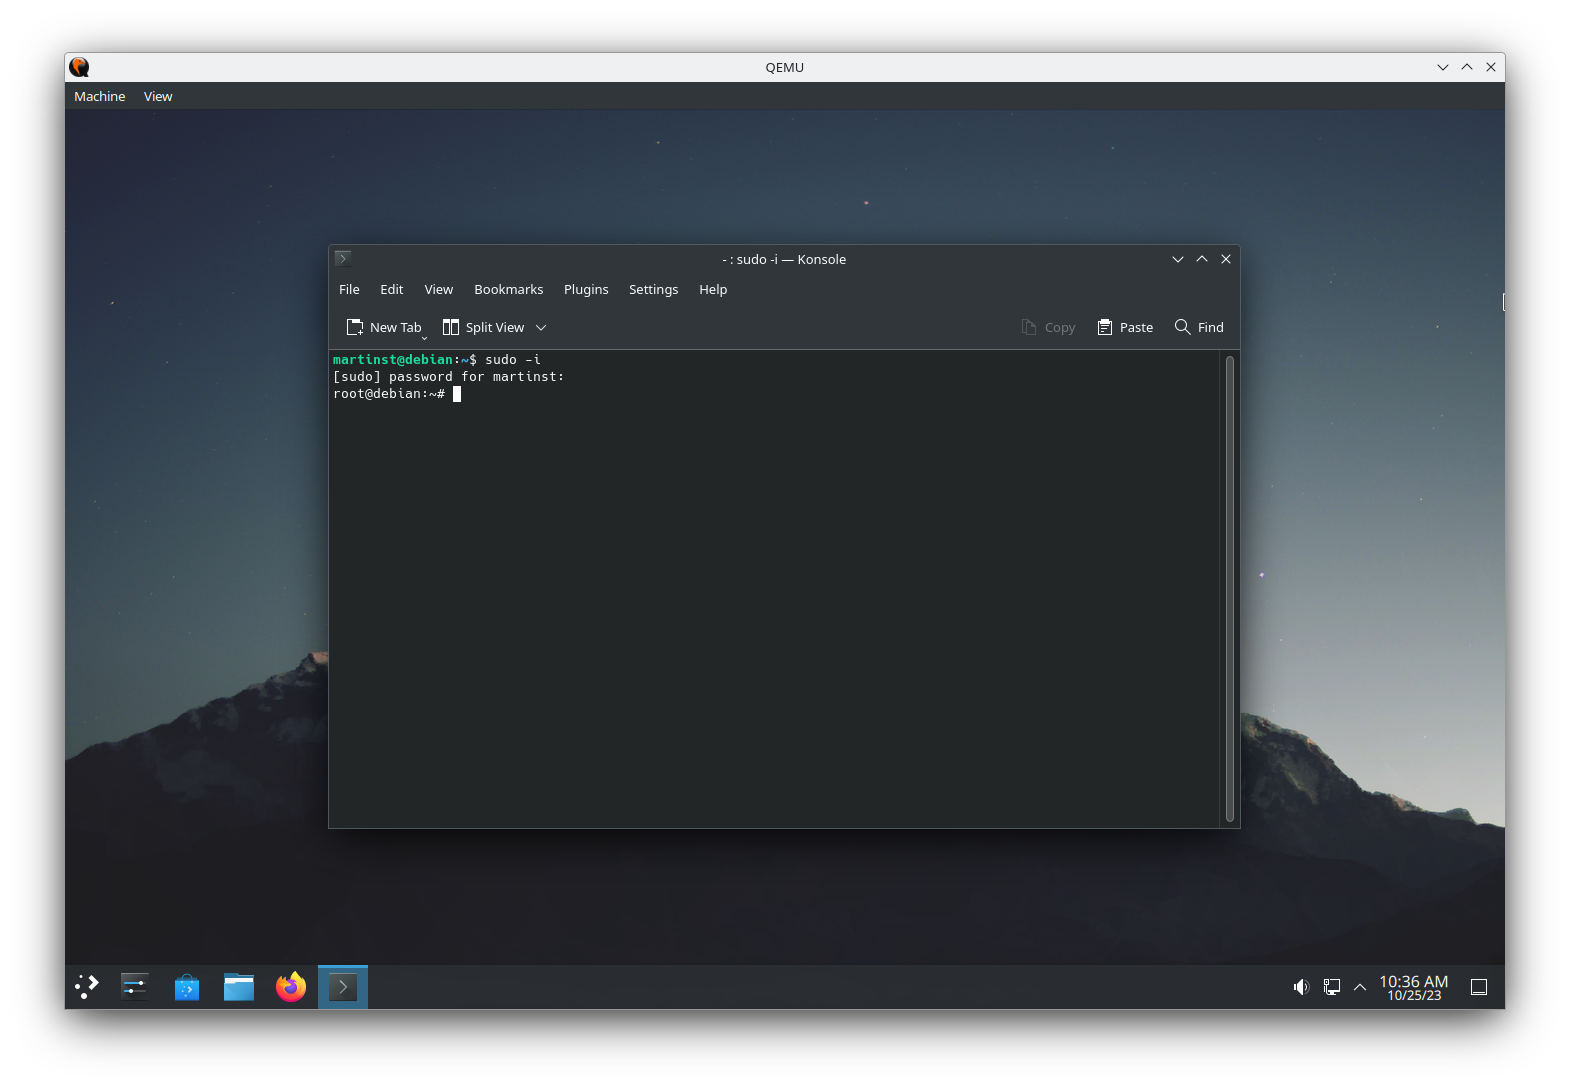 QEMU
Machine View
- : sudo -i — Konsole
File Edit View Bookmarks Plugins Settings Help
New Tab Split View Copy Paste Find
martinst@debian:~$ sudo -i
[sudo] password for martinst:
root@debian:~#
10:36 AM
10/25/23